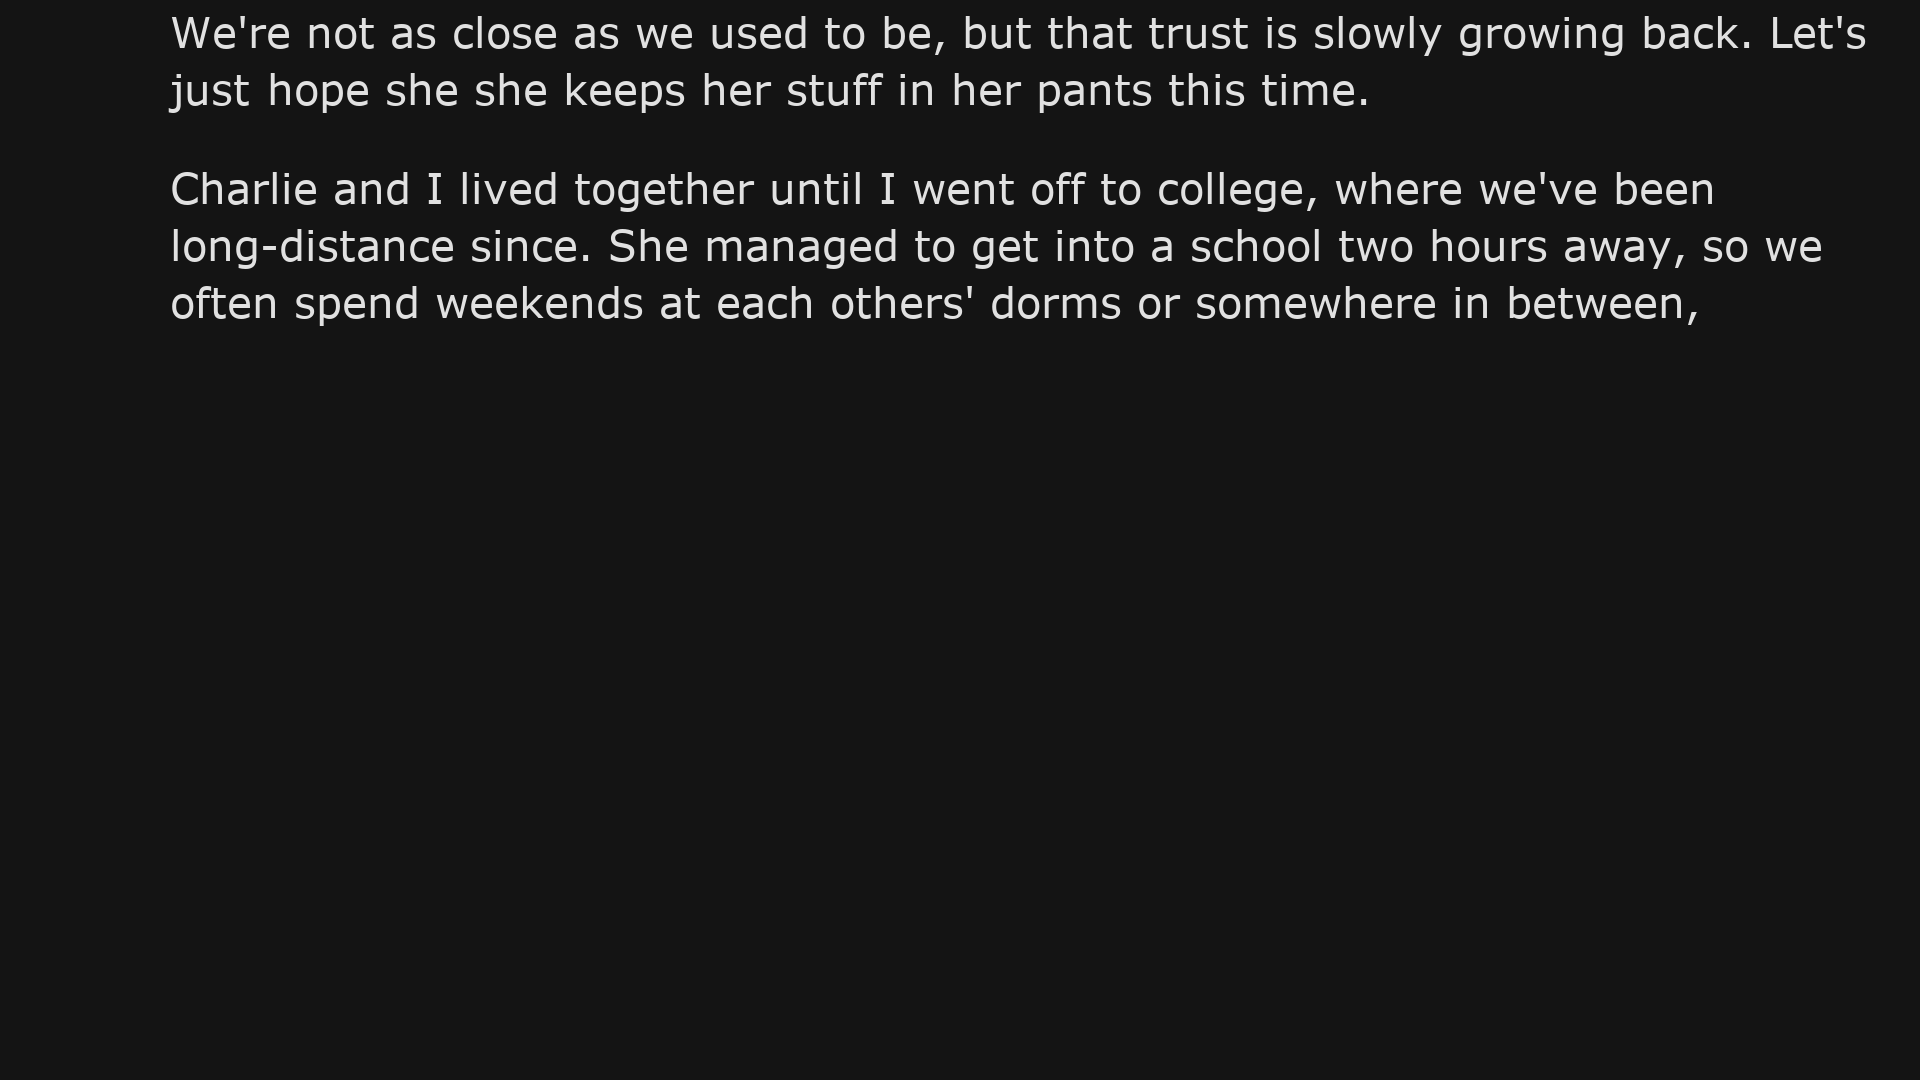 We're not as close as we used to be, but that trust is slowly growing back. Let's
just hope she she keeps her stuff in her pants this time.
Charlie and I lived together until I went off to college, where we've been
long-distance since. She managed to get into a school two hours away, so we
often spend weekends at each others' dorms or somewhere in between,